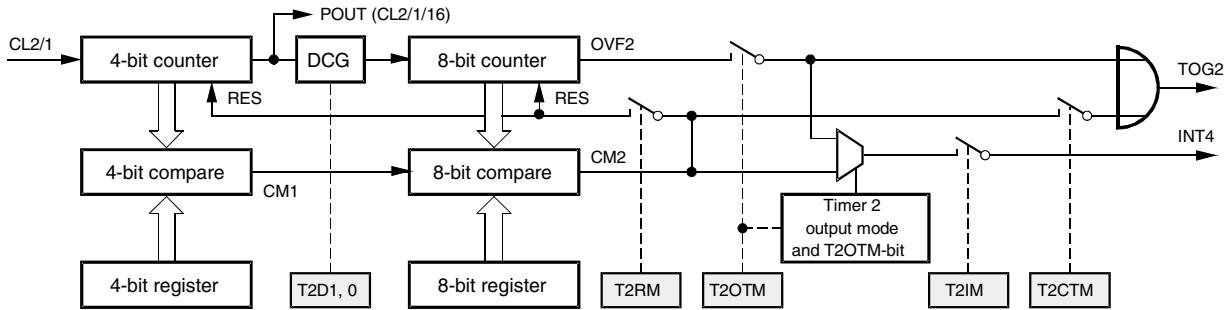 POUT (CL2/1/16)
CL2/1
4-bit counter
DCG
8-bit counter
OVF2
TOG2
RES
RES
INT4
4-bit compare
CM1
8-bit compare
CM2
Timer 2
output mode
and T2OTM-bit
4-bit register
T2D1, 0
8-bit register
T2RM
T2OTM
T2IM
T2CTM